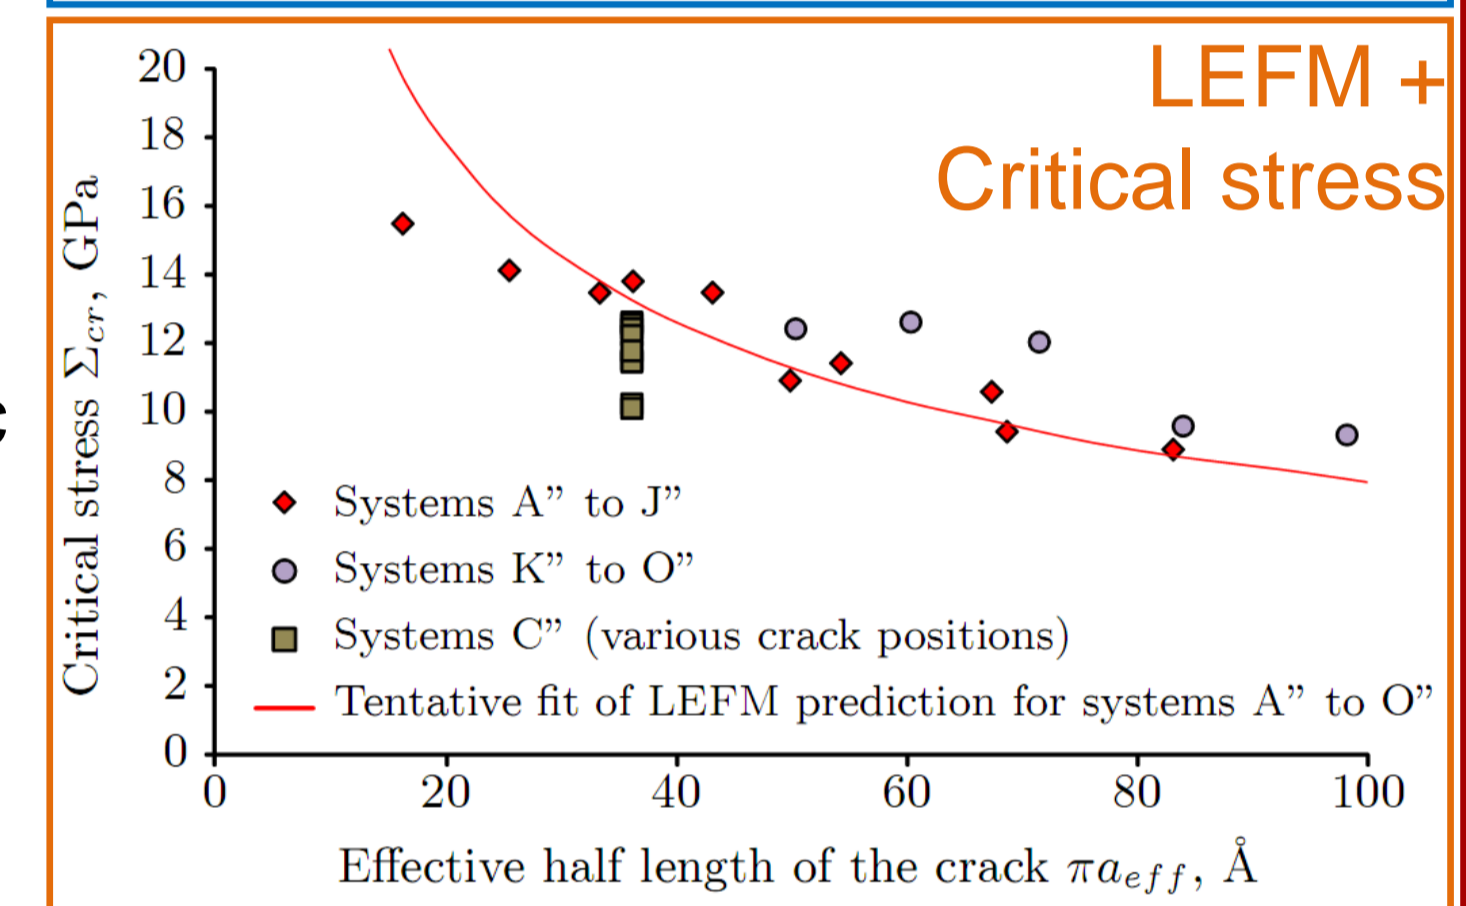 LEFM +
Critical stress
20
18
16
14
12
10
8
6
4
2
0
Critical stress Σcr, GPa
c
Systems A” to J”
Systems K” to O”
Systems C” (various crack positions)
Tentative fit of LEFM prediction for systems A” to O”
0 20 40 60 80 100
Effective half length of the crack πaeff, Å